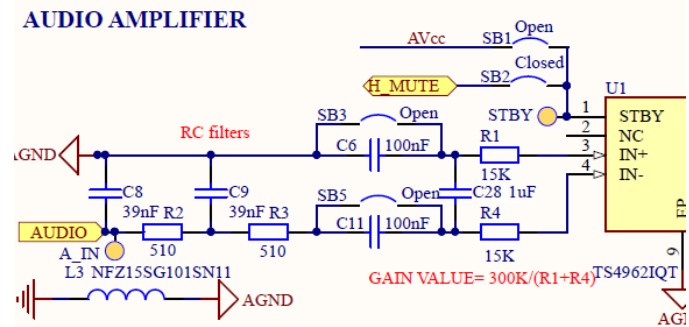 AUDIO AMPLIFIER
AVcc
SB1 Open
SB2 Closed
H_MUTE
U1
STBY
1 STBY
2 NC
3 IN+
4 IN-
SB3 Open
RC filters
C6 100nF
R1
15K
AGND
C8
39nF
C9
39nF
C28 1uF
SB5 Open
R2
510
R3
510
C11 100nF
R4
15K
AUDIO
A_IN
L3 NFZ15SG101SN11
AGND
GAIN VALUE= 300K/(R1+R4)
EP
9
TS4962IQT
AG